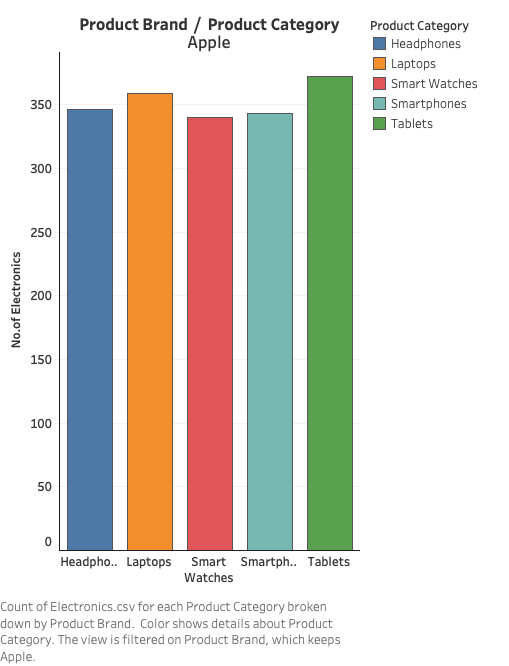 Product Brand / Product Category
Apple
Product Category
Headphones
Laptops
Smart Watches
Smartphones
Tablets
No.of Electronics
350
300
250
200
150
100
50
0
Headpho..
Laptops
Smart
Watches
Smartph..
Tablets
Count of Electronics.csv for each Product Category broken
down by Product Brand.  Color shows details about Product
Category. The view is filtered on Product Brand, which keeps
Apple.